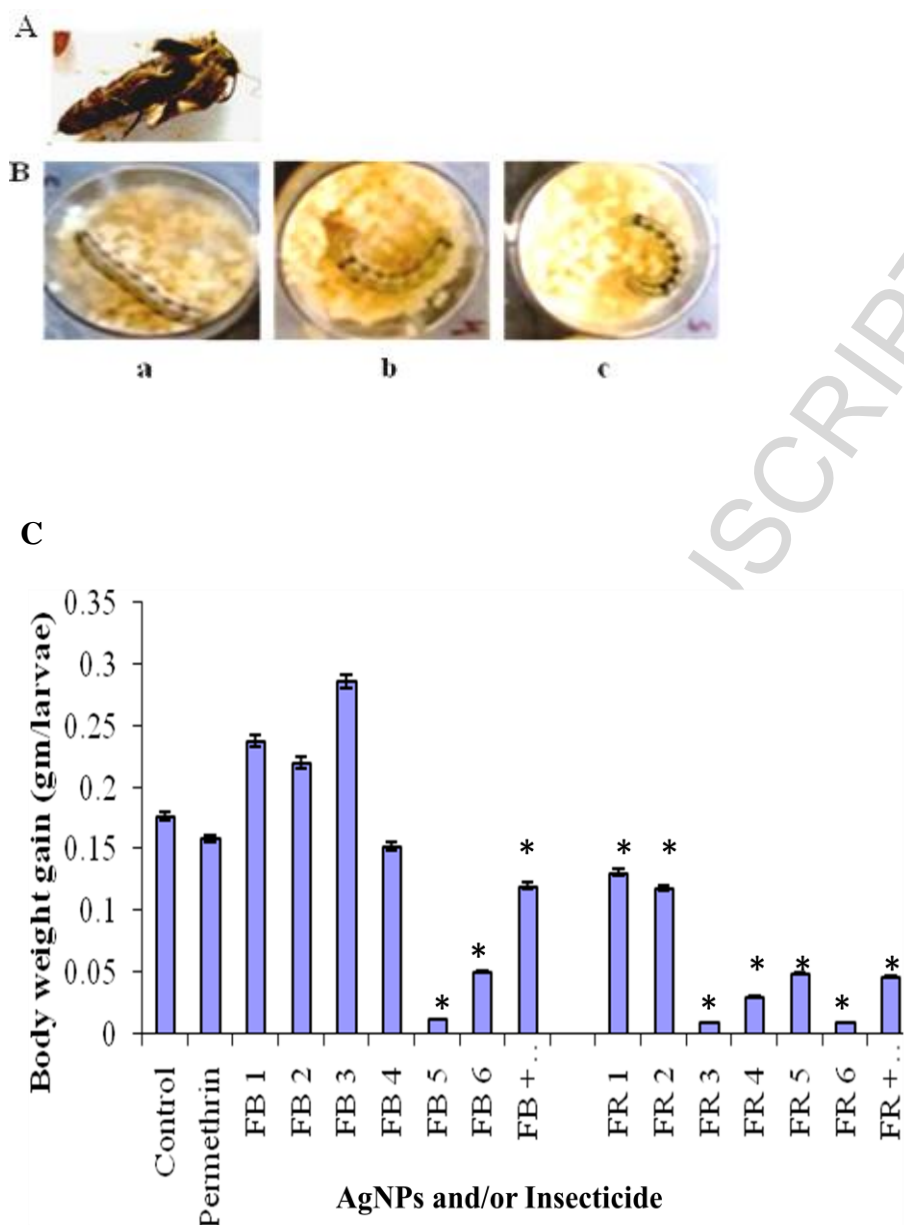 A
B
a b c
ISCRIPT
C
Body weight gain (gm/larvae)
0.35
0.3
0.25
0.2
0.15
0.1
0.05
0
* * * * * * * * * *
Control
Permethrin
FB 1
FB 2
FB 3
FB 4
FB 5
FB 6
FB +..
FR 1
FR 2
FR 3
FR 4
FR 5
FR 6
FR +..
AgNPs and/or Insecticide